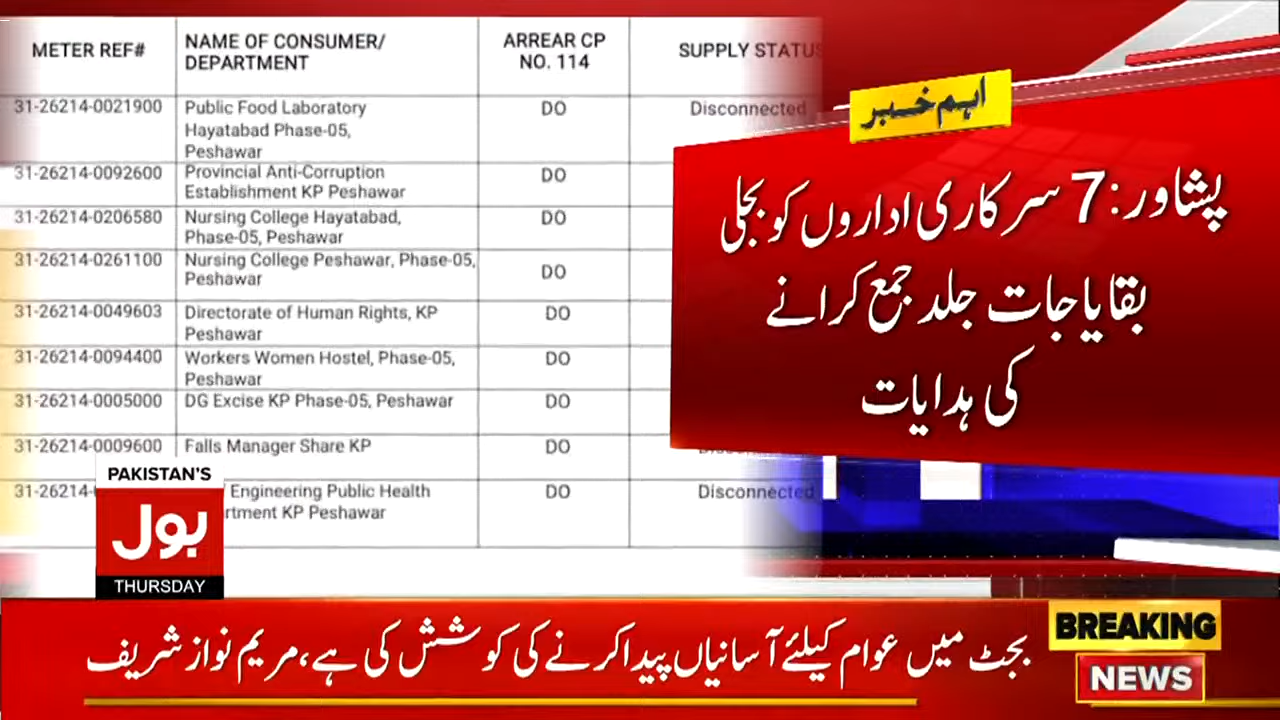 METER REF# NAME OF CONSUMER/ DEPARTMENT ARREAR CP NO. 114 SUPPLY STATUS
31-26214-0021900 Public Food Laboratory DO Disconnected
Hayatabad Phase-05,
Peshawar
31-26214-0092600 Provincial Anti-Corruption DO
Establishment KP Peshawar
31-26214-0206580 Nursing College Hayatabad, DO
Phase-05, Peshawar
31-26214-0261100 Nursing College Peshawar, Phase-05, DO
Peshawar
31-26214-0049603 Directorate of Human Rights, KP DO
Peshawar
31-26214-0094400 Workers Women Hostel, Phase-05, DO
Peshawar
31-26214-0005000 DG Excise KP Phase-05, Peshawar DO
31-26214-0009600 Falls Manager Share KP DO
31-26214- Engineering Public Health DO Disconnected
KP Peshawar
اہم خبر
پشاور: 7 سرکاری اداروں کو بجلی
بقایاجات جلد جمع کرانے
کی ہدایات
PAKISTAN'S
بول
THURSDAY
بجٹ میں عوام کیلئے آسانیاں پیدا کرنے کی کوشش کی ہے، مریم نواز شریف
BREAKING
NEWS